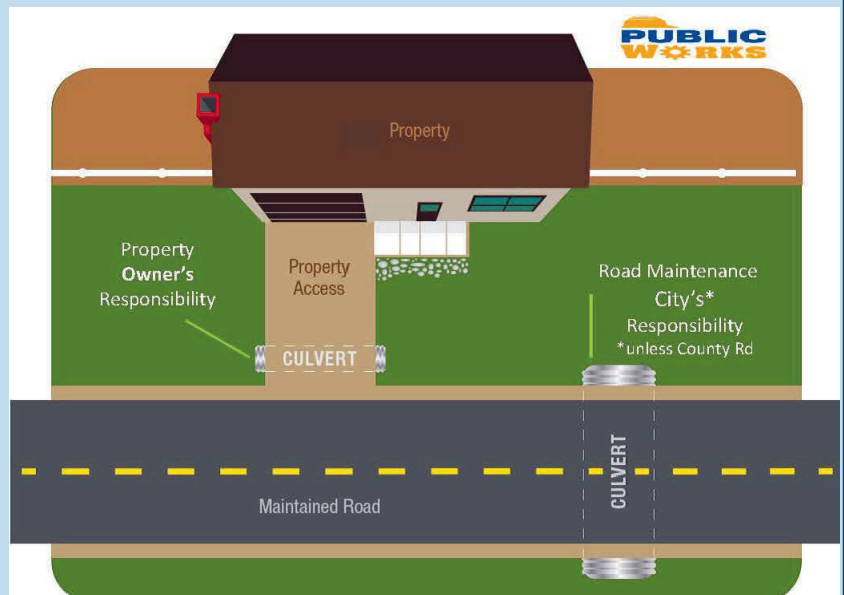 PUBLIC
WORKS
Property
Property
Owner's
Responsibility
Property
Access
Road Maintenance
City's*
Responsibility
*unless County Rd
CULVERT
CULVERT
Maintained Road